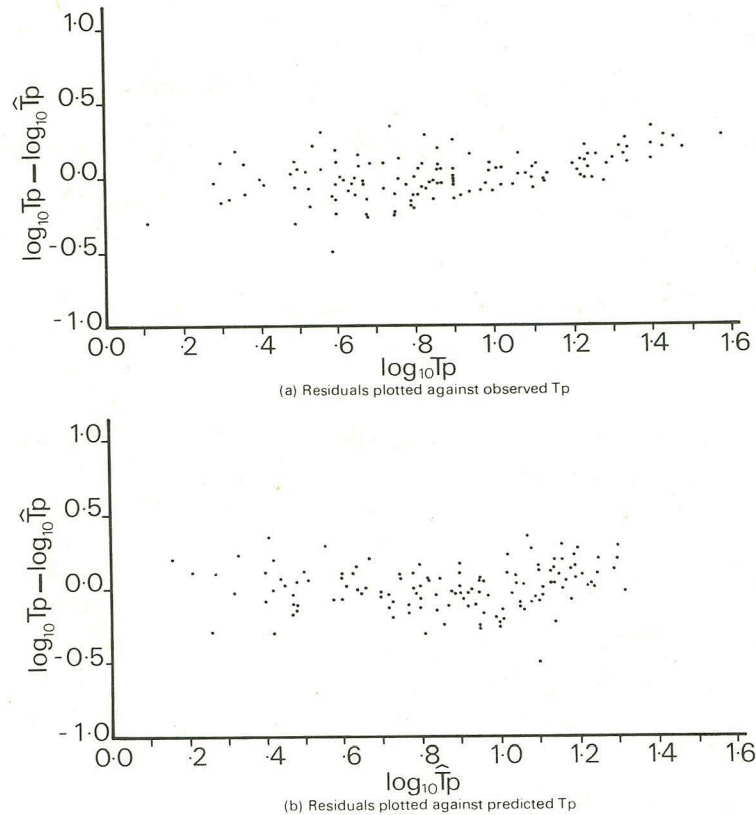 1·0
0·5
0·0
-0·5
-1·0
log₁₀Tp − log₁₀T̂p
0·0 ·2 ·4 ·6 ·8 1·0 1·2 1·4 1·6
log₁₀Tp
(a) Residuals plotted against observed Tp
1·0
0·5
0·0
-0·5
-1·0
log₁₀Tp − log₁₀T̂p
0·0 ·2 ·4 ·6 ·8 1·0 1·2 1·4 1·6
log₁₀T̂p
(b) Residuals plotted against predicted Tp